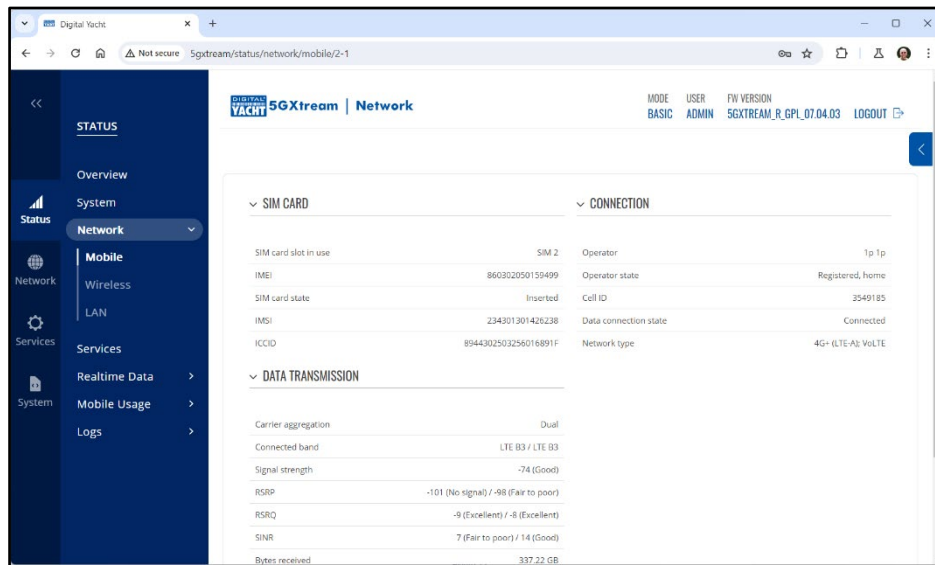 Digital Yacht
Not secure 5gxtream/status/network/mobile/2-1
DIGITAL YACHT 5GXtream | Network
MODE USER FW VERSION
BASIC ADMIN 5GXTREAM_R_GPL_07.04.03 LOGOUT
STATUS
Overview
System
Network
Mobile
Wireless
LAN
Services
Realtime Data
Mobile Usage
Logs
Status
Network
Services
System
SIM CARD
SIM card slot in use SIM 2
IMEI 860302050159499
SIM card state Inserted
IMSI 234301301426238
ICCID 8944302503256016891F
CONNECTION
Operator 1p 1p
Operator state Registered, home
Cell ID 3549185
Data connection state Connected
Network type 4G+ (LTE-A); VoLTE
DATA TRANSMISSION
Carrier aggregation Dual
Connected band LTE B3 / LTE B3
Signal strength -74 (Good)
RSRP -101 (No signal) / -98 (Fair to poor)
RSRQ -9 (Excellent) / -8 (Excellent)
SINR 7 (Fair to poor) / 14 (Good)
Bytes received 337.22 GB